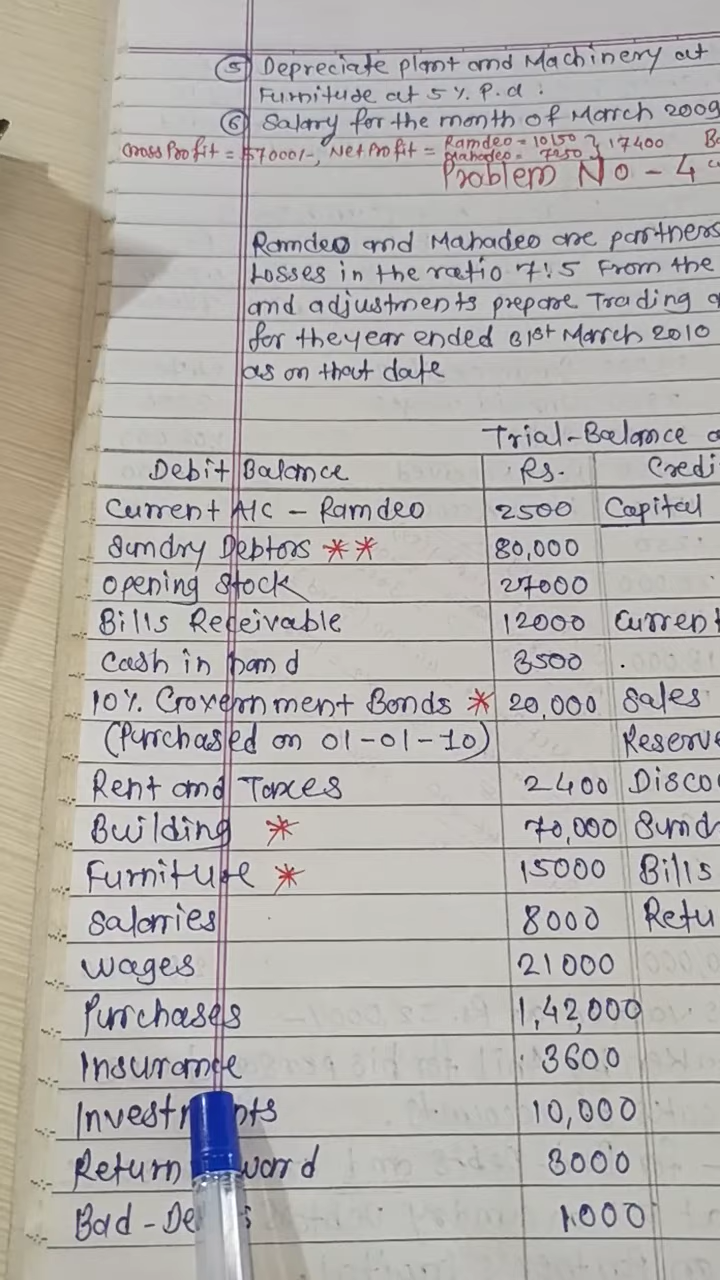 ⑤ Depreciate plant and Machinery at
Furnitude at 5%. P.a.
⑥ Salary for the month of March 2009
Gross Profit = 57000/-, Net Profit = Ramdeo = 10150 } 17400
Mahadeo = 7250
Problem No - 4
Ramdeo and Mahadeo are partners
Losses in the ratio 7:5 From the
and adjustments prepare Trading
for the year ended 31st March 2010
as on that date
Trial-Balance
Debit Balance Rs. Credi
Current A/C - Ramdeo 2500 Capital
Sundry Debtors ** 80,000
Opening Stock 27000
Bills Receivable 12000 Current
Cash in hand 3500
10% Government Bonds * 20,000 Sales
(Purchased on 01-01-10) Reserve
Rent and Taxes 2400 Disco
Building * 70,000 Sund
Furniture * 15000 Bills
Salaries 8000 Retu
Wages 21000
Purchases 1,42,000
Insurance 3600
Invest nts 10,000
Return ward 3000
Bad-De s 1000